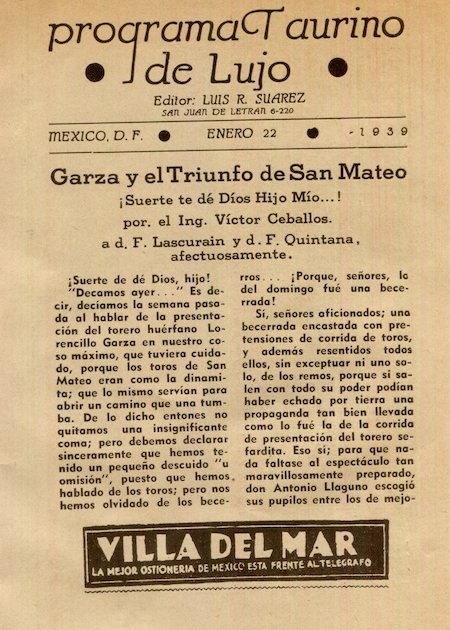 programa Taurino
de Lujo
Editor: LUIS R. SUAREZ
SAN JUAN DE LETRAN 6-220
MEXICO, D. F. ● ENERO 22 ● -1939
Garza y el Triunfo de San Mateo
¡Suerte te dé Díos Hijo Mío...!
por. el Ing. Víctor Ceballos.
a d. F. Lascurain y d. F. Quintana,
afectuosamente.
¡Suerte de dé Dios, hijo!
"Decamos ayer..." Es de-
cir, decíamos la semana pasa-
da al hablar de la presenta-
ción del torero huérfano Lo-
rencillo Garza en nuestro co-
so máximo, que tuviera cuida-
do, porque los toros de San
Mateo eran como la dinami-
ta; que lo mismo servían para
abrir un camino que una tum-
ba. De lo dicho entones no
quitamos una insignificante
coma; pero debemos declarar
sinceramente que hemos te-
nido un pequeño descuido "u
omisión", puesto que hemos
hablado de los toros; pero nos
hemos olvidado de los bece-
rros... ¡Porque, señores, lo
del domingo fué una bece-
rrada!
Sí, señores aficionados; una
becerrada encastada con pre-
tensiones de corrida de toros,
y además resentidos todos
ellos, sin exceptuar ni uno so-
lo, de los remos, porque si sa-
len con todo su poder podían
haber echado por tierra una
propaganda tan bien llevada
como lo fué la de la corrida
de presentación del torero se-
fardita. Eso sí; para que na-
da faltase al espectáculo tan
maravillosamente preparado,
don Antonio Llaguno escogió
sus pupilos entre los de mejo-
VILLA DEL MAR
LA MEJOR OSTIONERIA DE MEXICO ESTA FRENTE AL TELEGRAFO